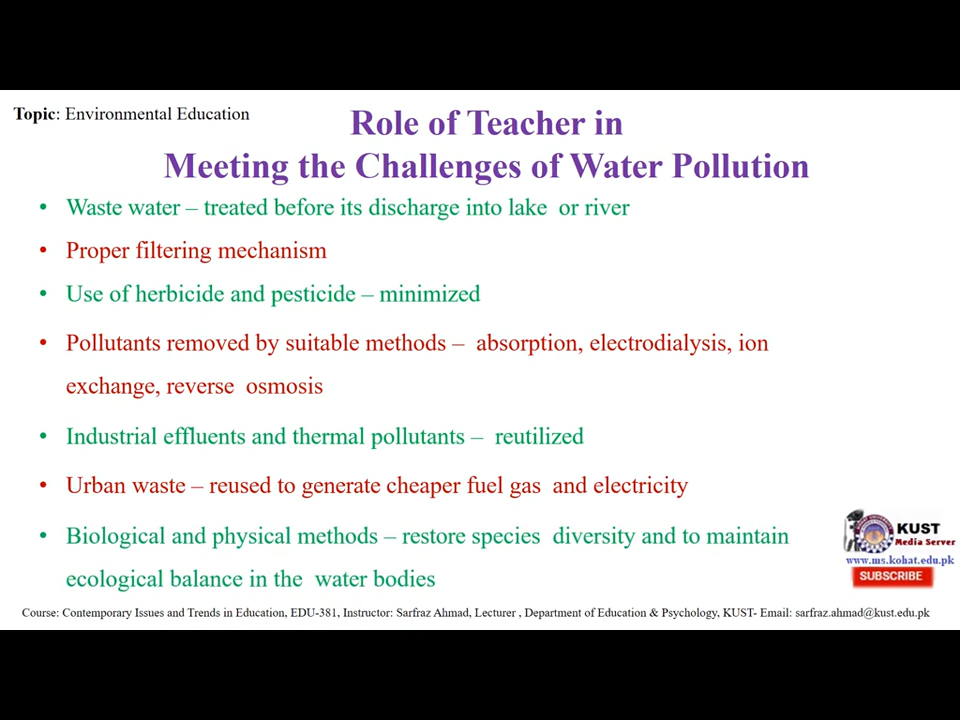 Topic: Environmental Education
Role of Teacher in
Meeting the Challenges of Water Pollution
• Waste water – treated before its discharge into lake or river
• Proper filtering mechanism
• Use of herbicide and pesticide – minimized
• Pollutants removed by suitable methods – absorption, electrodialysis, ion
exchange, reverse osmosis
• Industrial effluents and thermal pollutants – reutilized
• Urban waste – reused to generate cheaper fuel gas and electricity
• Biological and physical methods – restore species diversity and to maintain
ecological balance in the water bodies
KUST
Media Server
www.ms.kohat.edu.pk
SUBSCRIBE
Course: Contemporary Issues and Trends in Education, EDU-381, Instructor: Sarfraz Ahmad, Lecturer , Department of Education & Psychology, KUST- Email: sarfraz.ahmad@kust.edu.pk